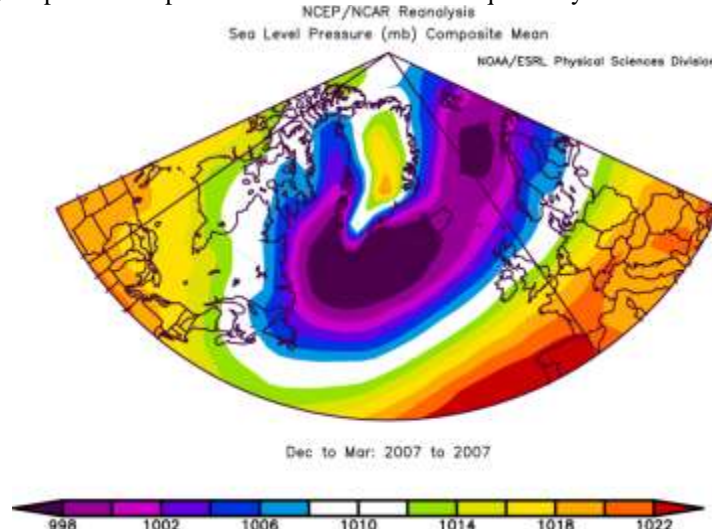 NCEP/NCAR Reanalysis
Sea Level Pressure (mb) Composite Mean
NOAA/ESRL Physical Sciences Division
Dec to Mar: 2007 to 2007
998 1002 1006 1010 1014 1018 1022